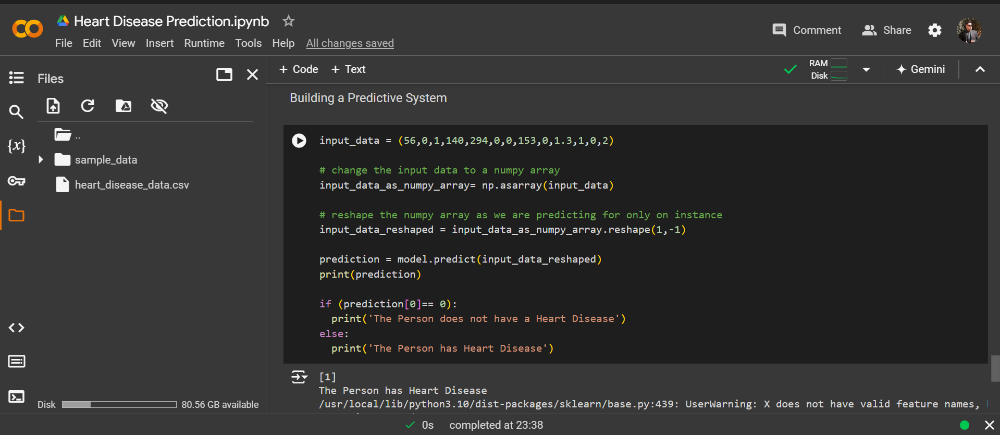 Heart Disease Prediction.ipynb
File Edit View Insert Runtime Tools Help All changes saved
Comment
Share
Files
+ Code + Text
RAM
Disk
Gemini
..
sample_data
heart_disease_data.csv
{x}
Disk 80.56 GB available
Building a Predictive System
input_data = (56,0,1,140,294,0,0,153,0,1.3,1,0,2)
# change the input data to a numpy array
input_data_as_numpy_array= np.asarray(input_data)
# reshape the numpy array as we are predicting for only on instance
input_data_reshaped = input_data_as_numpy_array.reshape(1,-1)
prediction = model.predict(input_data_reshaped)
print(prediction)
if (prediction[0]== 0):
  print('The Person does not have a Heart Disease')
else:
  print('The Person has Heart Disease')
[1]
The Person has Heart Disease
/usr/local/lib/python3.10/dist-packages/sklearn/base.py:439: UserWarning: X does not have valid feature names,
0s completed at 23:38